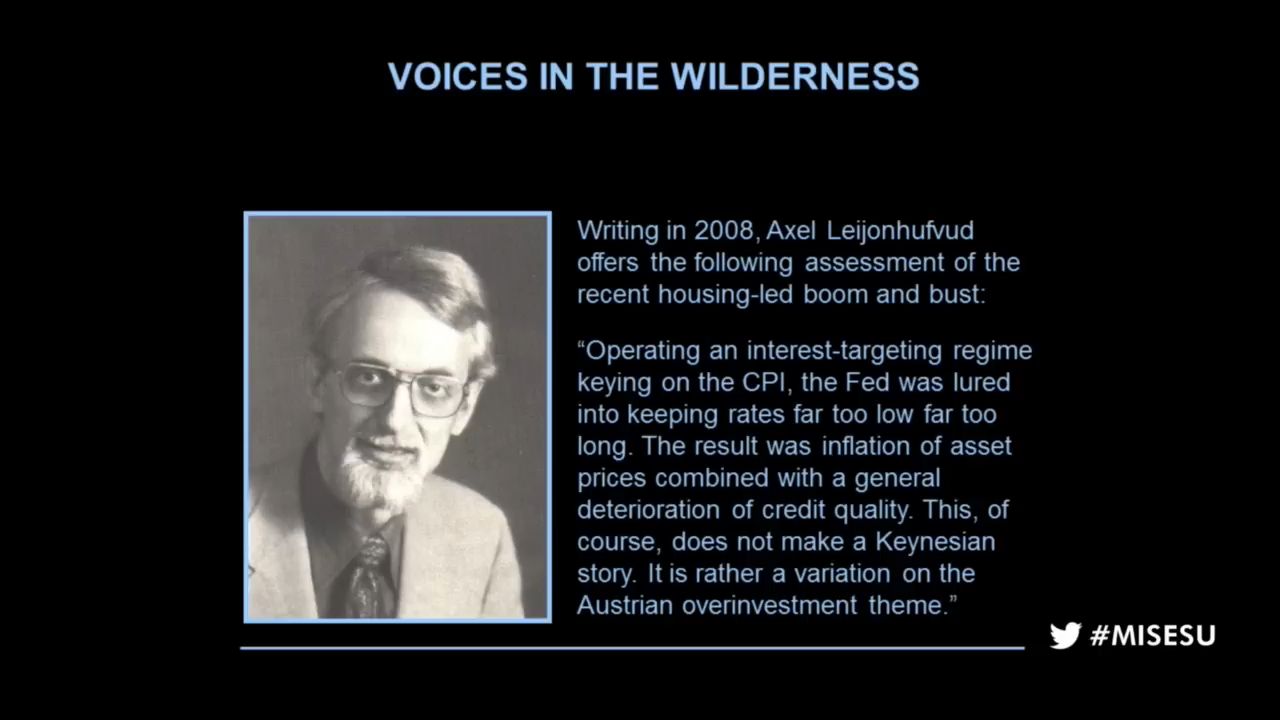 VOICES IN THE WILDERNESS
Writing in 2008, Axel Leijonhufvud
offers the following assessment of the
recent housing-led boom and bust:
“Operating an interest-targeting regime
keying on the CPI, the Fed was lured
into keeping rates far too low far too
long. The result was inflation of asset
prices combined with a general
deterioration of credit quality. This, of
course, does not make a Keynesian
story. It is rather a variation on the
Austrian overinvestment theme.”
#MISESU